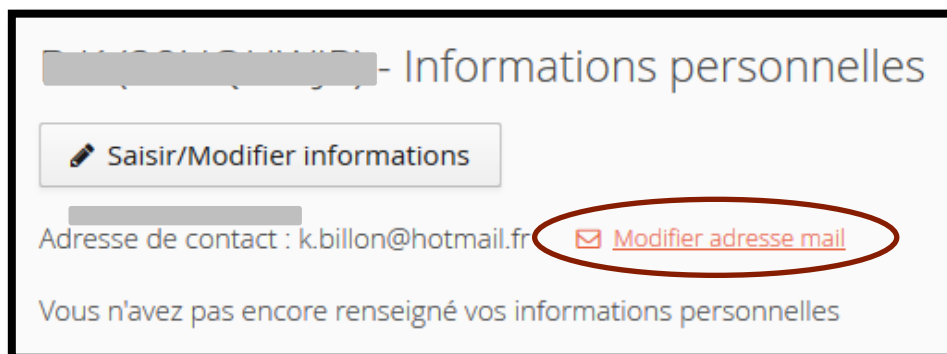 - Informations personnelles
Saisir/Modifier informations
Adresse de contact : k.billon@hotmail.fr Modifier adresse mail
Vous n'avez pas encore renseigné vos informations personnelles